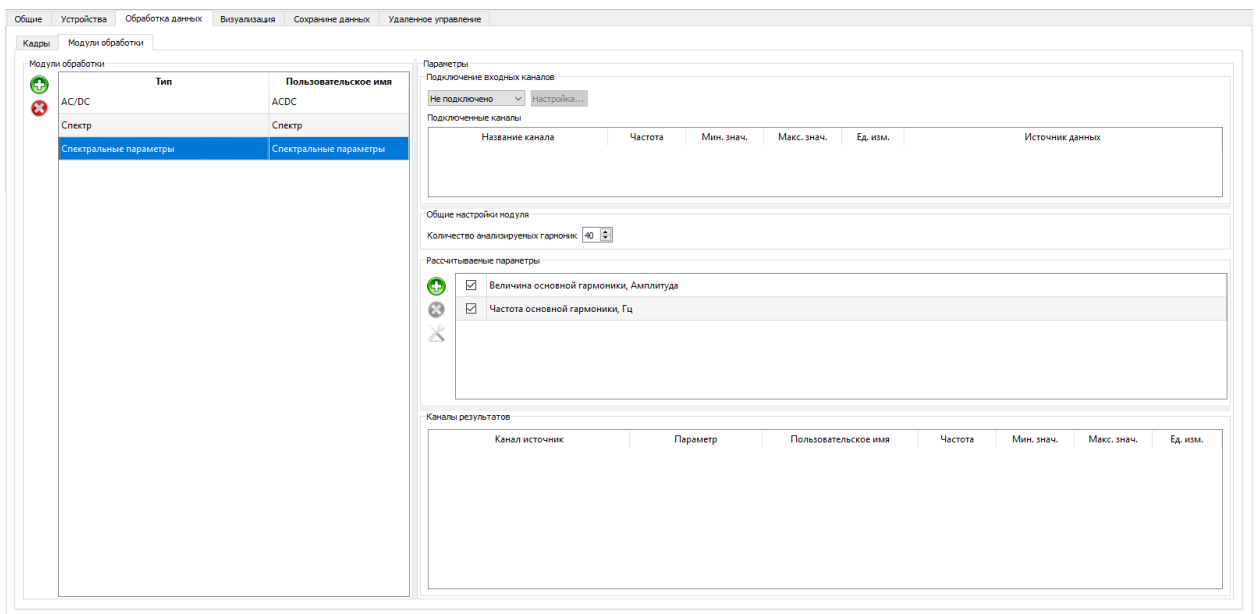 Общие Устройства Обработка данных Визуализация Сохранине данных Удаленное управление
Кадры Модули обработки
Модули обработки
Тип Пользовательское имя
AC/DC ACDC
Спектр Спектр
Спектральные параметры Спектральные параметры
Параметры
Подключение входных каналов
Не подключено Настройка...
Подключенные каналы
Название канала Частота Мин. знач. Макс. знач. Ед. изм. Источник данных
Общие настройки модуля
Количество анализируемых гармоник 40
Рассчитываемые параметры
Величина основной гармоники, Амплитуда
Частота основной гармоники, Гц
Каналы результатов
Канал источник Параметр Пользовательское имя Частота Мин. знач. Макс. знач. Ед. изм.